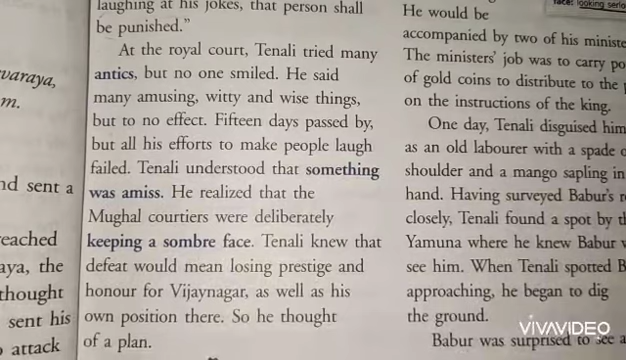 varaya,
m.
nd sent a
reached
aya, the
thought
sent his
attack
laughing at his jokes, that person shall
be punished.”
At the royal court, Tenali tried many
antics, but no one smiled. He said
many amusing, witty and wise things,
but to no effect. Fifteen days passed by,
but all his efforts to make people laugh
failed. Tenali understood that something
was amiss. He realized that the
Mughal courtiers were deliberately
keeping a sombre face. Tenali knew that
defeat would mean losing prestige and
honour for Vijaynagar, as well as his
own position there. So he thought
of a plan.
face: looking serio
He would be
accompanied by two of his ministe
The ministers’ job was to carry po
of gold coins to distribute to the
on the instructions of the king.
One day, Tenali disguised him
as an old labourer with a spade o
shoulder and a mango sapling in
hand. Having surveyed Babur’s r
closely, Tenali found a spot by th
Yamuna where he knew Babur w
see him. When Tenali spotted B
approaching, he began to dig
the ground.
Babur was surprised to see a
VIVAVIDEO